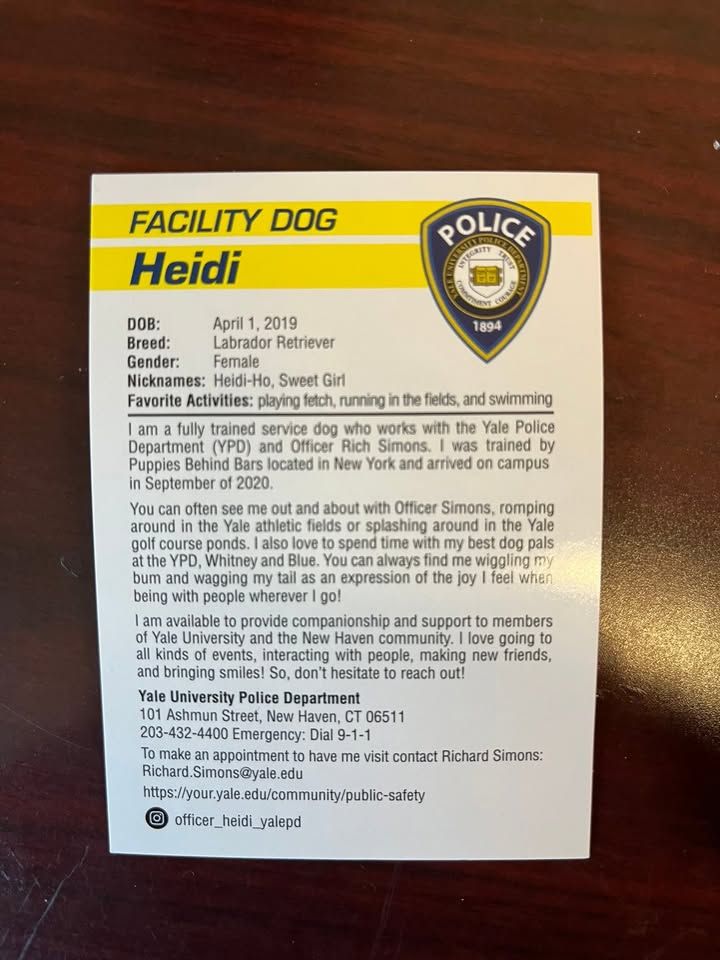 FACILITY DOG
Heidi
POLICE
YALE UNIVERSITY POLICE DEPARTMENT
INTEGRITY TRUST
COMMITMENT COURAGE
1894
DOB: April 1, 2019
Breed: Labrador Retriever
Gender: Female
Nicknames: Heidi-Ho, Sweet Girl
Favorite Activities: playing fetch, running in the fields, and swimming
I am a fully trained service dog who works with the Yale Police
Department (YPD) and Officer Rich Simons. I was trained by
Puppies Behind Bars located in New York and arrived on campus
in September of 2020.
You can often see me out and about with Officer Simons, romping
around in the Yale athletic fields or splashing around in the Yale
golf course ponds. I also love to spend time with my best dog pals
at the YPD, Whitney and Blue. You can always find me wiggling my
bum and wagging my tail as an expression of the joy I feel when
being with people wherever I go!
I am available to provide companionship and support to members
of Yale University and the New Haven community. I love going to
all kinds of events, interacting with people, making new friends,
and bringing smiles! So, don't hesitate to reach out!
Yale University Police Department
101 Ashmun Street, New Haven, CT 06511
203-432-4400 Emergency: Dial 9-1-1
To make an appointment to have me visit contact Richard Simons:
Richard.Simons@yale.edu
https://your.yale.edu/community/public-safety
officer_heidi_yalepd